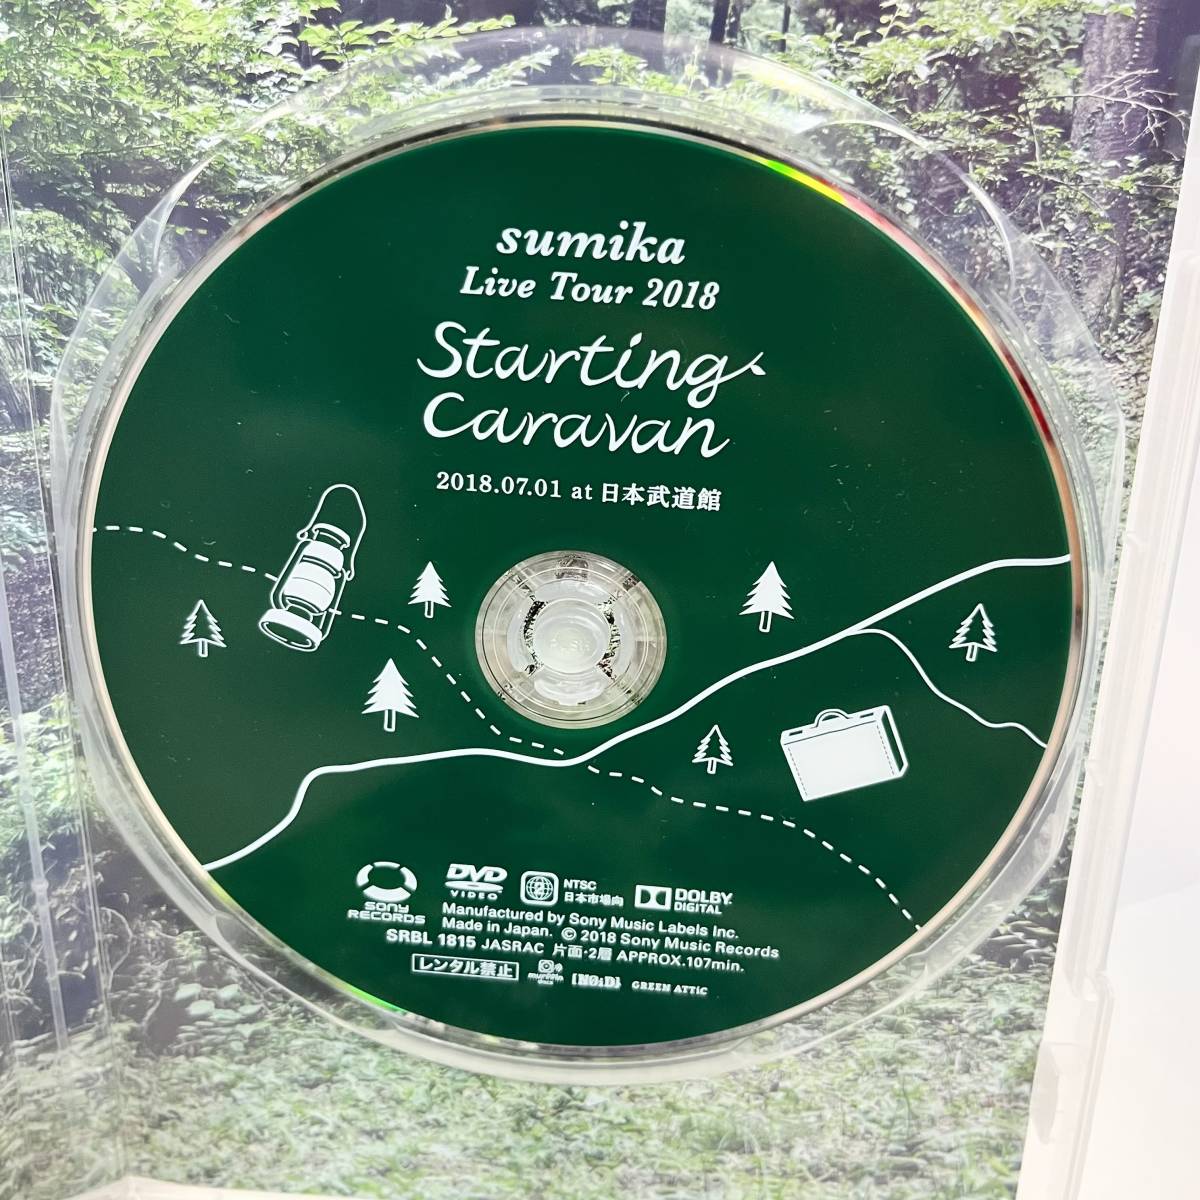 sumika
Live Tour 2018
Starting
Caravan
2018.07.01 at 日本武道館
SONY
RECORDS
DVD
VIDEO
2
NTSC
日本市場向
DOLBY
DIGITAL
Manufactured by Sony Music Labels Inc.
Made in Japan. © 2018 Sony Music Records
SRBL 1815 JASRAC 片面・2層 APPROX.107min.
レンタル禁止
[NOiD]
GREEN ATTiC